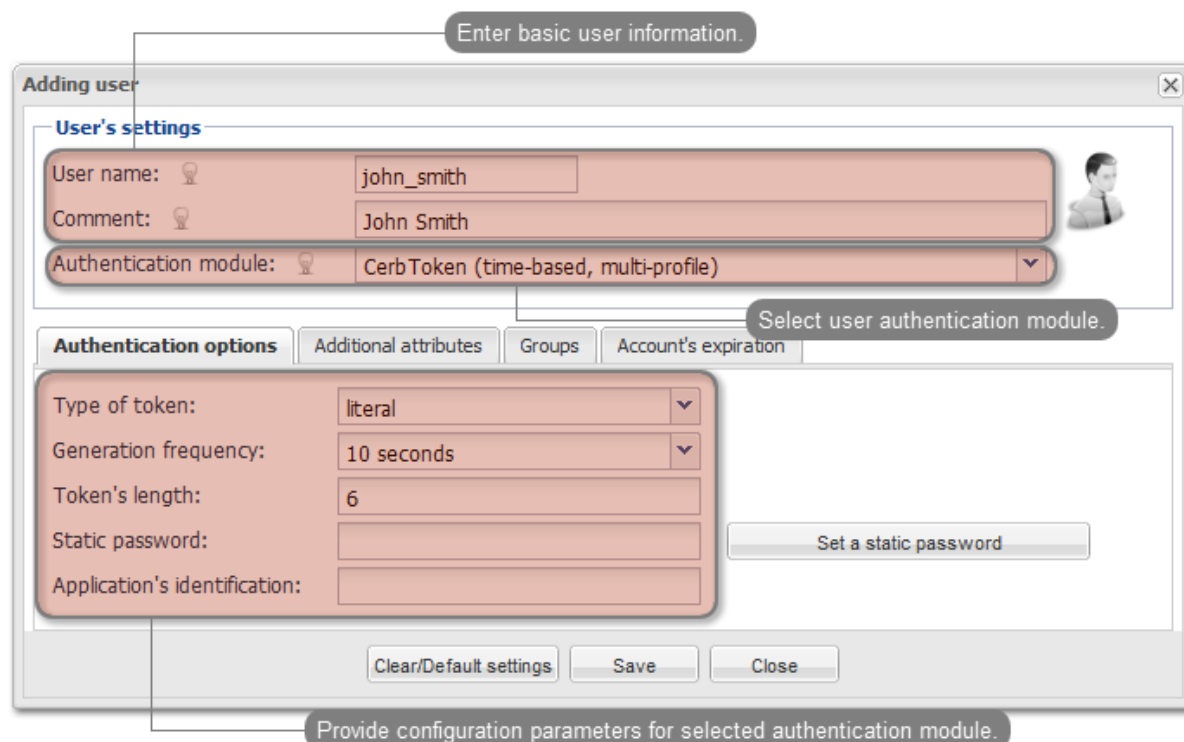 Enter basic user information.
Adding user
User's settings
User name: john_smith
Comment: John Smith
Authentication module: CerbToken (time-based, multi-profile)
Select user authentication module.
Authentication options Additional attributes Groups Account's expiration
Type of token: literal
Generation frequency: 10 seconds
Token's length: 6
Static password: Set a static password
Application's identification:
Clear/Default settings Save Close
Provide configuration parameters for selected authentication module.